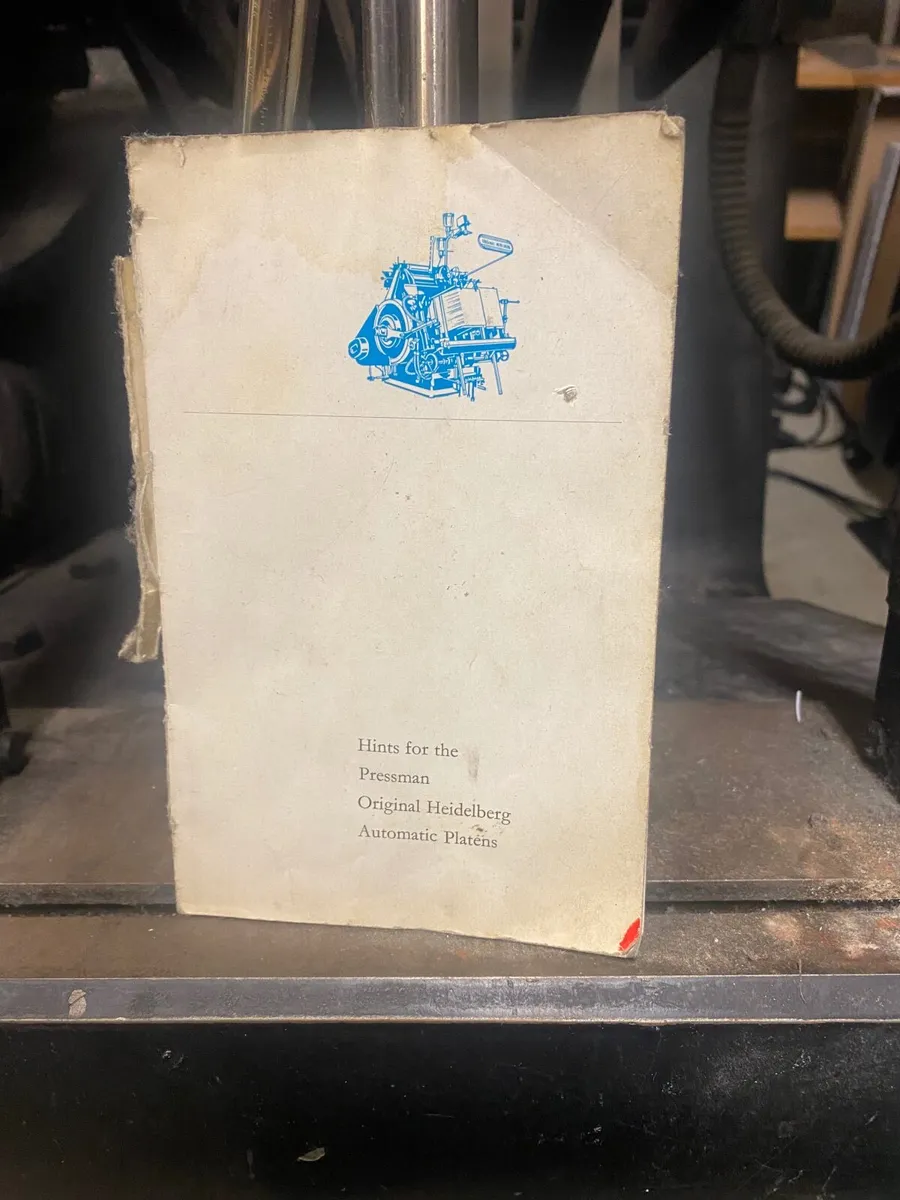 Hints for the
Pressman
Original Heidelberg
Automatic Platens